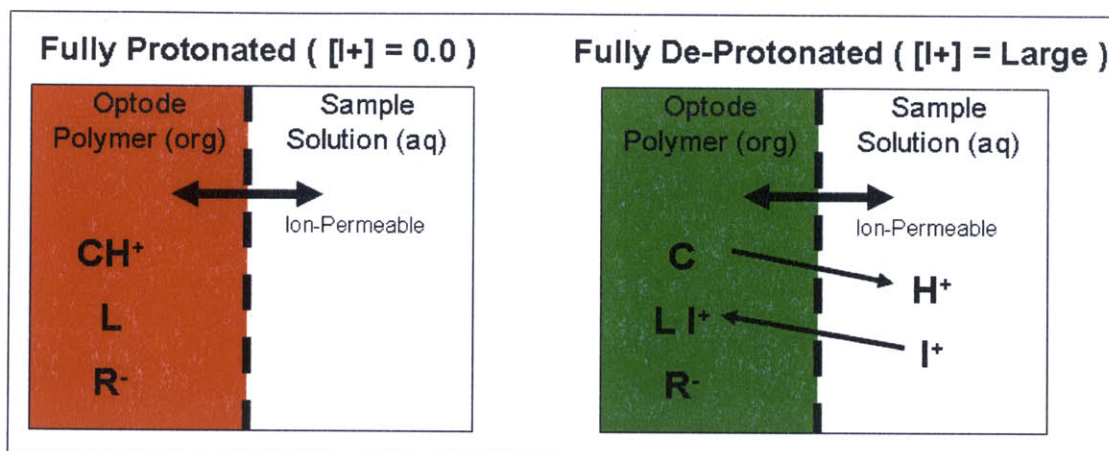 Fully Protonated ( [I+] = 0.0 )
Optode
Polymer (org)
Sample
Solution (aq)
Ion-Permeable
CH⁺
L
R⁻
Fully De-Protonated ( [I+] = Large )
Optode
Polymer (org)
Sample
Solution (aq)
Ion-Permeable
C
H⁺
L I⁺
I⁺
R⁻